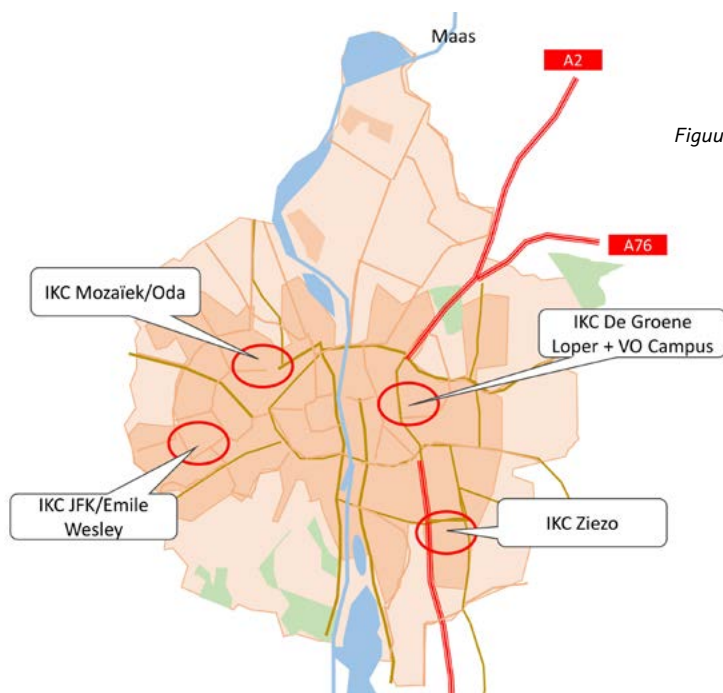 Maas
A2
Figuu
A76
IKC Mozaïek/Oda
IKC De Groene
Loper + VO Campus
IKC JFK/Emile
Wesley
IKC Ziezo